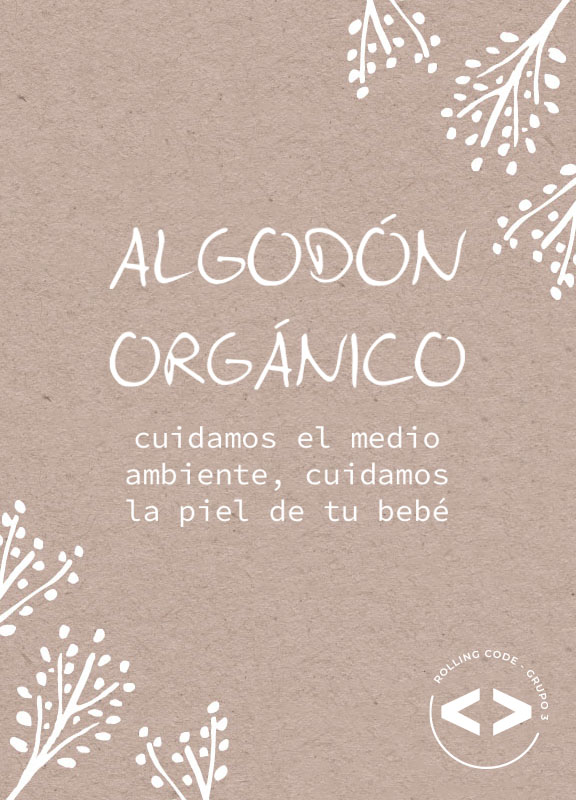 ALGODÓN
ORGÁNICO
cuidamos el medio
ambiente, cuidamos
la piel de tu bebé
ROLLING CODE - GRUPO 3